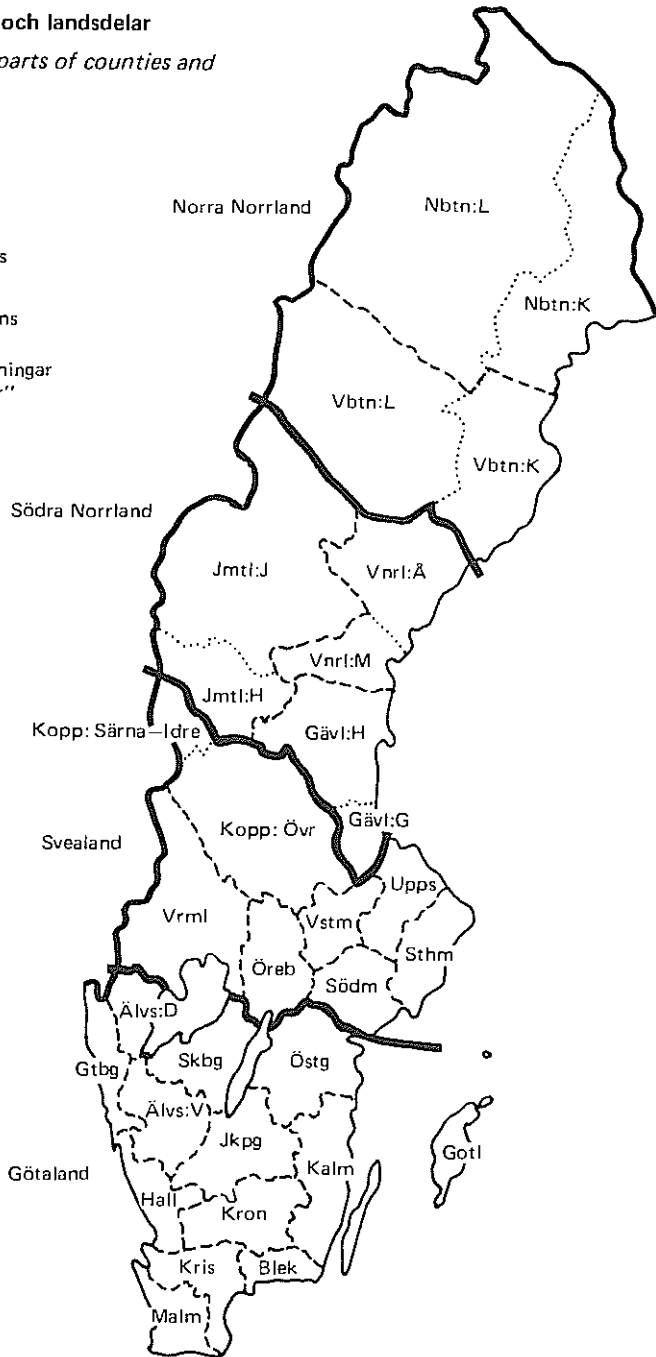 och landsdelar
parts of counties and
Norra Norrland
Nbtn:L
Nbtn:K
Vbtn:L
Vbtn:K
Södra Norrland
Jmtl:J
Vnrl:Å
Vnrl:M
Jmtl:H
Kopp: Särna—Idre
Gävl:H
Kopp: Övr
Gävl:G
Svealand
Upps
Vrml
Vstm
Sthm
Öreb
Södm
Älvs:D
Skbg
Östg
Gtbg
Älvs:V
Jkpg
Gotl
Kalm
Götaland
Hall
Kron
Kris
Blek
Malm